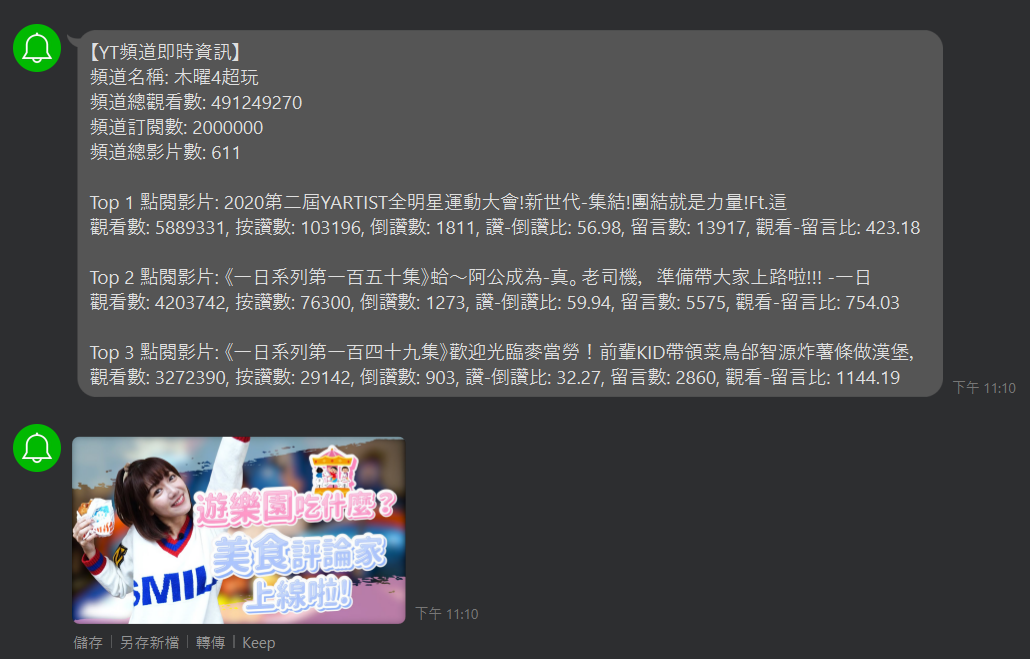 【YT頻道即時資訊】
頻道名稱: 木曜4超玩
頻道總觀看數: 491249270
頻道訂閱數: 2000000
頻道總影片數: 611
Top 1 點閱影片: 2020第二屆YARTIST全明星運動大會!新世代-集結!團結就是力量!Ft.這
觀看數: 5889331, 按讚數: 103196, 倒讚數: 1811, 讚-倒讚比: 56.98, 留言數: 13917, 觀看-留言比: 423.18
Top 2 點閱影片: 《一日系列第一百五十集》蛤～阿公成為-真。老司機，準備帶大家上路啦!!! -一日
觀看數: 4203742, 按讚數: 76300, 倒讚數: 1273, 讚-倒讚比: 59.94, 留言數: 5575, 觀看-留言比: 754.03
Top 3 點閱影片: 《一日系列第一百四十九集》歡迎光臨麥當勞！前輩KID帶領菜鳥邰智源炸薯條做漢堡,
觀看數: 3272390, 按讚數: 29142, 倒讚數: 903, 讚-倒讚比: 32.27, 留言數: 2860, 觀看-留言比: 1144.19
下午 11:10
遊樂園吃什麼？
美食評論家
上線啦!
SMIL
下午 11:10
儲存 | 另存新檔 | 轉傳 | Keep